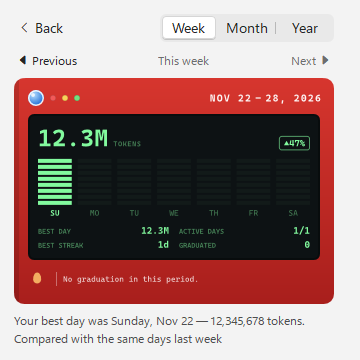 Back
Week Month Year
Previous This week Next
NOV 22–28, 2026
12.3M TOKENS ▲47%
SU MO TU WE TH FR SA
BEST DAY 12.3M ACTIVE DAYS 1/1
BEST STREAK 1d GRADUATED 0
No graduation in this period.
Your best day was Sunday, Nov 22 — 12,345,678 tokens.
Compared with the same days last week